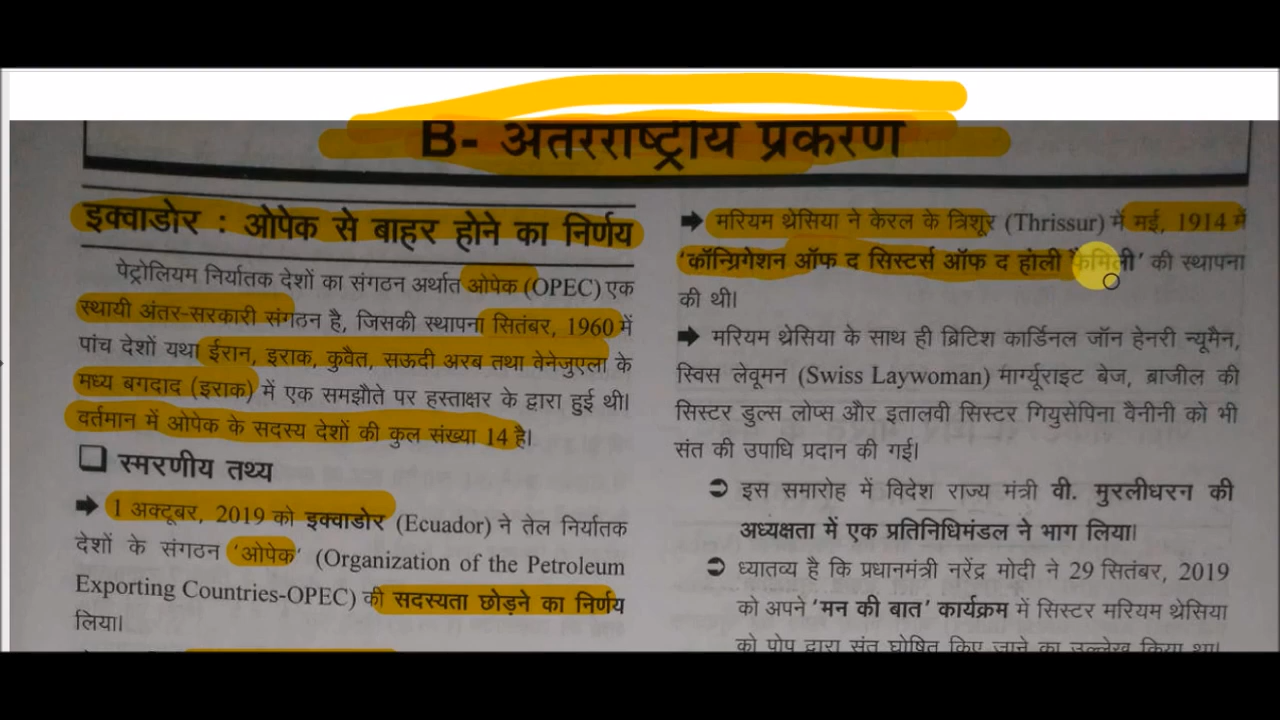 B- अतरराष्ट्रीय प्रकरण
इक्वाडोर : ओपेक से बाहर होने का निर्णय
पेट्रोलियम निर्यातक देशों का संगठन अर्थात ओपेक (OPEC) एक
स्थायी अंतर-सरकारी संगठन है, जिसकी स्थापना सितंबर, 1960 में
पांच देशों यथा ईरान, इराक, कुवैत, सऊदी अरब तथा वेनेजुएला के
मध्य बगदाद (इराक) में एक समझौते पर हस्ताक्षर के द्वारा हुई थी।
वर्तमान में ओपेक के सदस्य देशों की कुल संख्या 14 है।
❑ स्मरणीय तथ्य
➡ 1 अक्टूबर, 2019 को इक्वाडोर (Ecuador) ने तेल निर्यातक
देशों के संगठन 'ओपेक' (Organization of the Petroleum
Exporting Countries-OPEC) की सदस्यता छोड़ने का निर्णय
लिया।
➡ मरियम थ्रेसिया ने केरल के त्रिशूर (Thrissur) में मई, 1914 में
'कॉन्ग्रिगेशन ऑफ द सिस्टर्स ऑफ द होली फैमिली' की स्थापना
की थी।
➡ मरियम थ्रेसिया के साथ ही ब्रिटिश कार्डिनल जॉन हेनरी न्यूमैन,
स्विस लेवूमन (Swiss Laywoman) मार्ग्यूराइट बेज, ब्राजील की
सिस्टर डुल्स लोप्स और इतालवी सिस्टर गियुसेपिना वैनीनी को भी
संत की उपाधि प्रदान की गई।
➲ इस समारोह में विदेश राज्य मंत्री वी. मुरलीधरन की
अध्यक्षता में एक प्रतिनिधिमंडल ने भाग लिया।
➲ ध्यातव्य है कि प्रधानमंत्री नरेंद्र मोदी ने 29 सितंबर, 2019
को अपने 'मन की बात' कार्यक्रम में सिस्टर मरियम थ्रेसिया
को पोप द्वारा संत घोषित किए जाने का उल्लेख किया था।